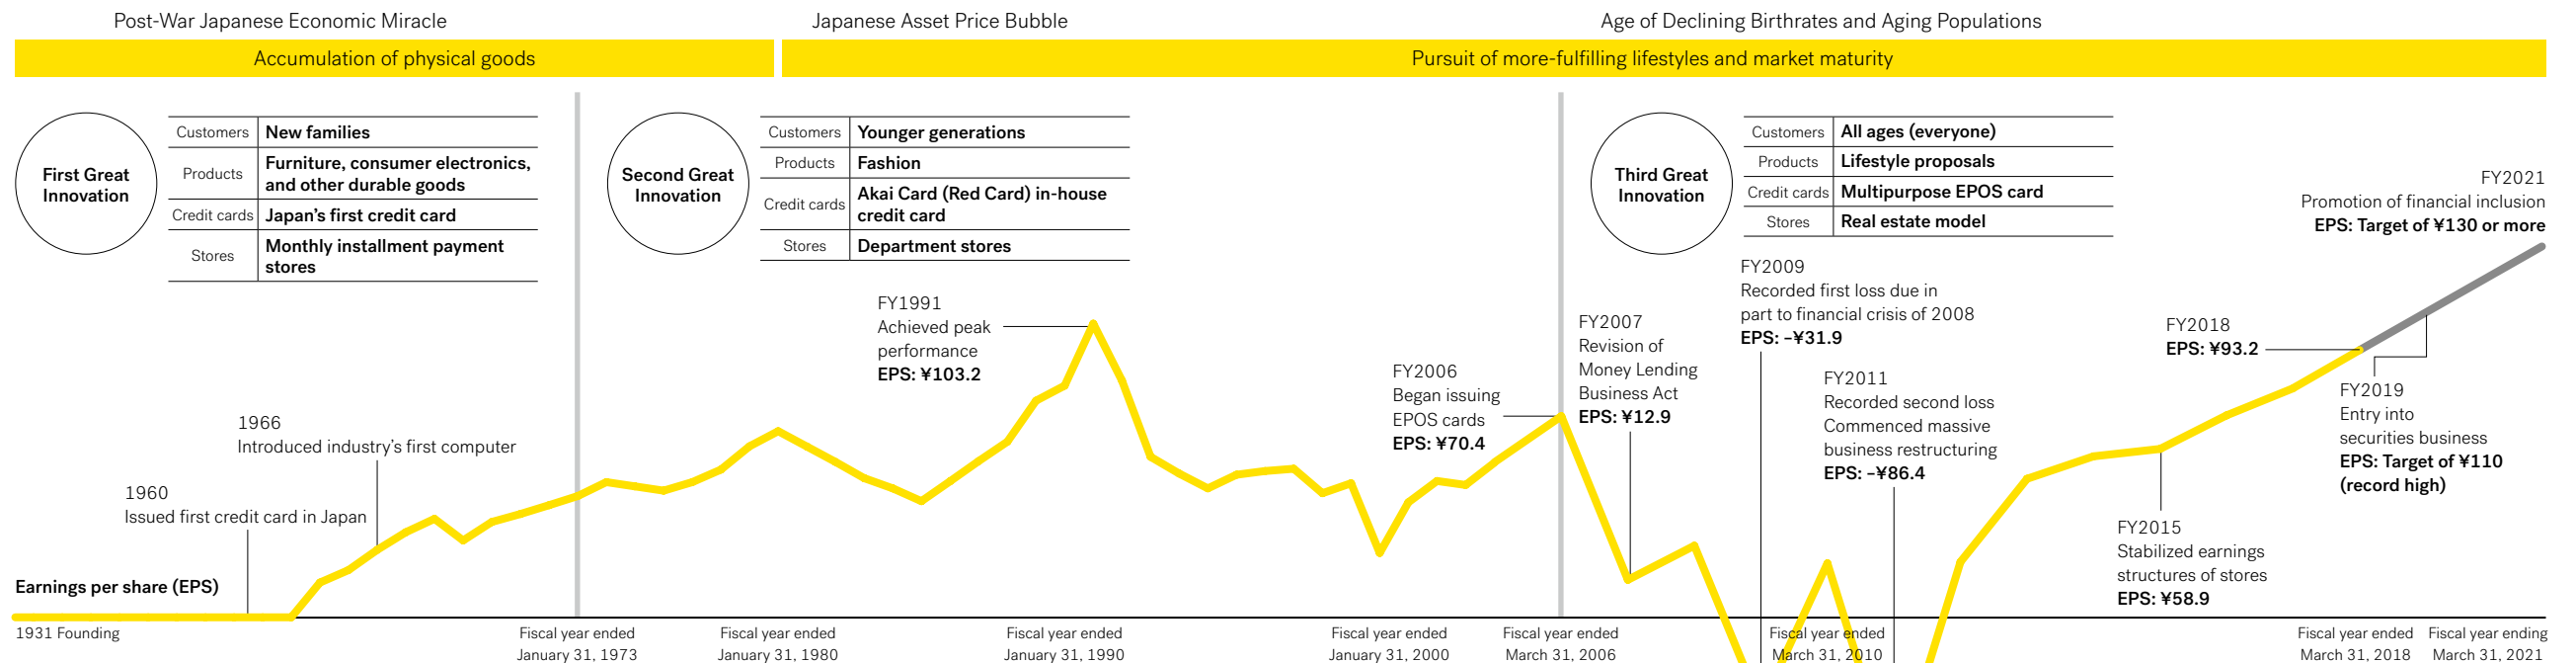 Post-War Japanese Economic Miracle
Japanese Asset Price Bubble
Age of Declining Birthrates and Aging Populations
Accumulation of physical goods
Pursuit of more-fulfilling lifestyles and market maturity
First Great
Innovation
Customers New families
Products Furniture, consumer electronics,
and other durable goods
Credit cards Japan's first credit card
Stores Monthly installment payment
stores
Second Great
Innovation
Customers Younger generations
Products Fashion
Credit cards Akai Card (Red Card) in-house
credit card
Stores Department stores
Third Great
Innovation
Customers All ages (everyone)
Products Lifestyle proposals
Credit cards Multipurpose EPOS card
Stores Real estate model
1960
Issued first credit card in Japan
1966
Introduced industry's first computer
FY1991
Achieved peak
performance
EPS: ¥103.2
FY2006
Began issuing
EPOS cards
EPS: ¥70.4
FY2007
Revision of
Money Lending
Business Act
EPS: ¥12.9
FY2009
Recorded first loss due in
part to financial crisis of 2008
EPS: –¥31.9
FY2011
Recorded second loss
Commenced massive
business restructuring
EPS: –¥86.4
FY2015
Stabilized earnings
structures of stores
EPS: ¥58.9
FY2018
EPS: ¥93.2
FY2019
Entry into
securities business
EPS: Target of ¥110
(record high)
FY2021
Promotion of financial inclusion
EPS: Target of ¥130 or more
Earnings per share (EPS)
1931 Founding
Fiscal year ended
January 31, 1973
Fiscal year ended
January 31, 1980
Fiscal year ended
January 31, 1990
Fiscal year ended
January 31, 2000
Fiscal year ended
March 31, 2006
Fiscal year ended
March 31, 2010
Fiscal year ended
March 31, 2018
Fiscal year ending
March 31, 2021